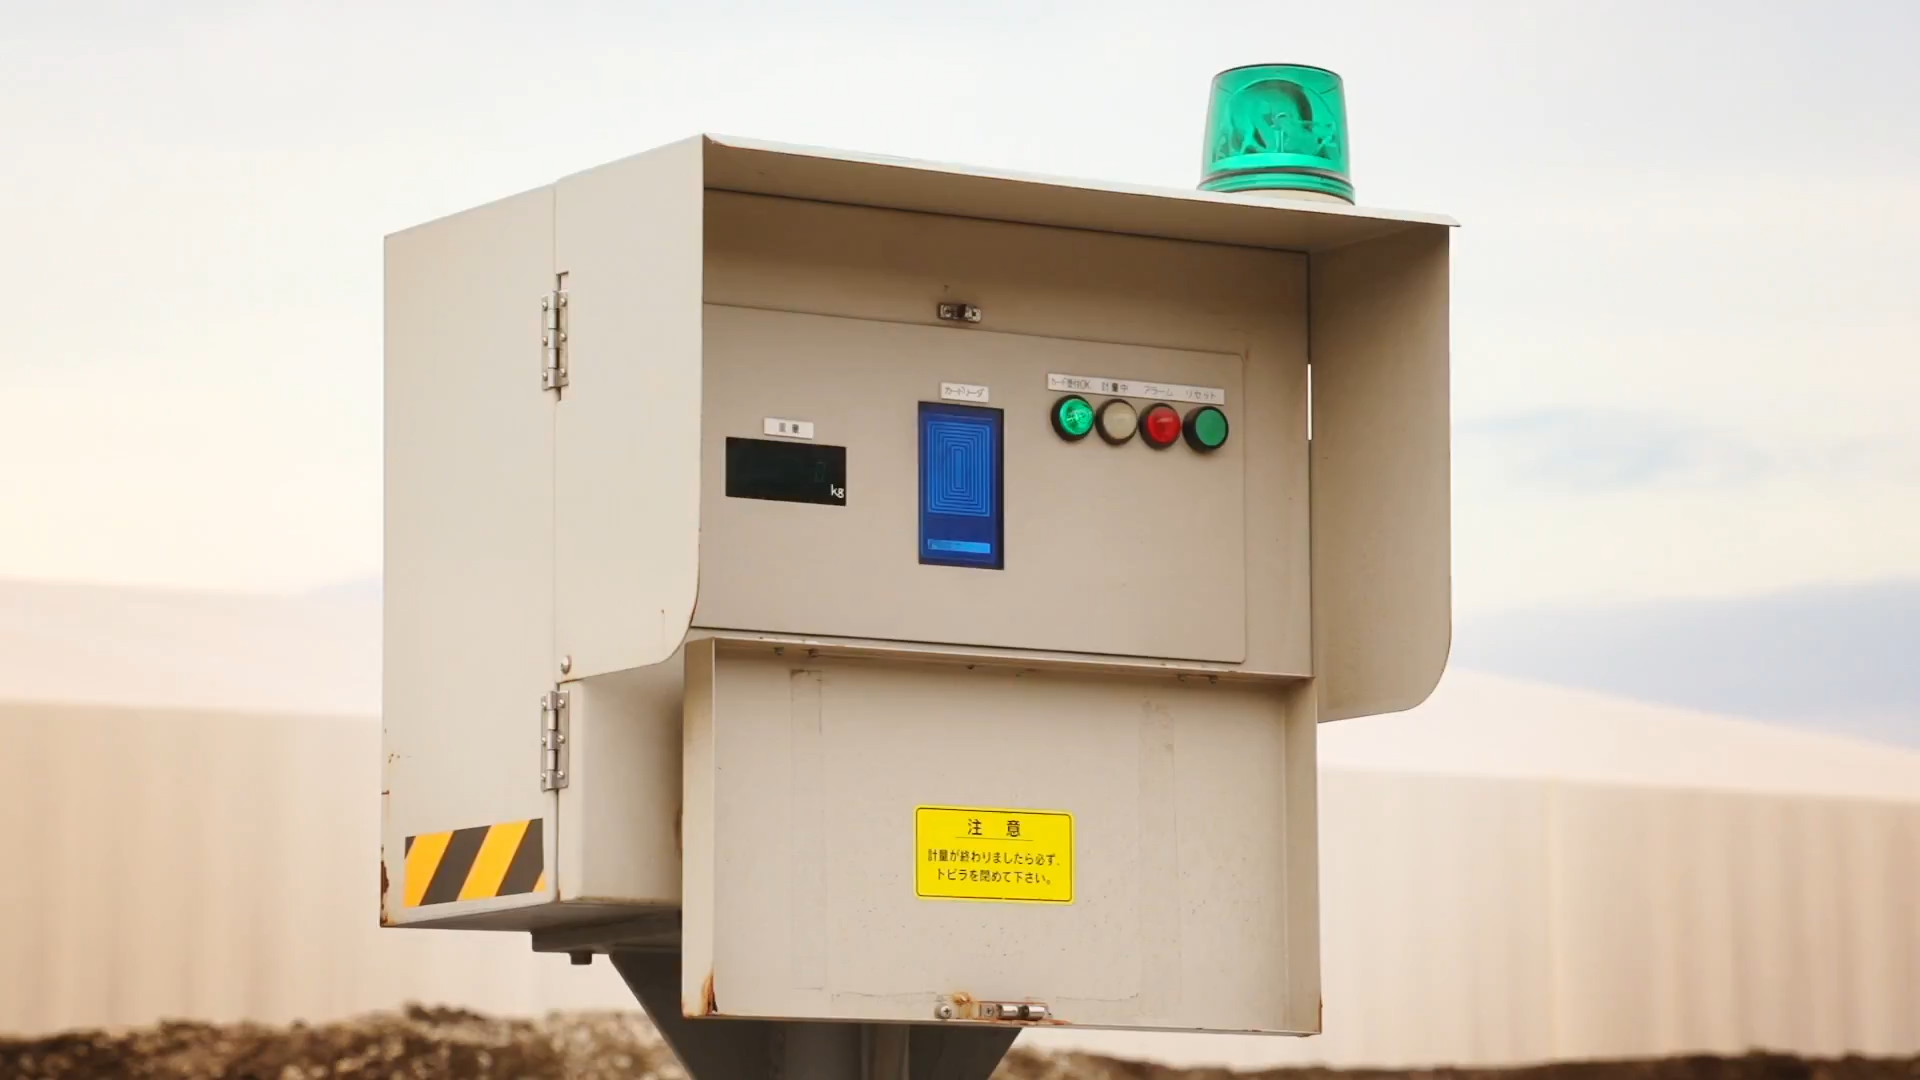 カード受付OK 計量中 アラーム リセット
カードリーダ
重量
kg
注意
計量が終わりましたら必ず、
トビラを閉めて下さい。